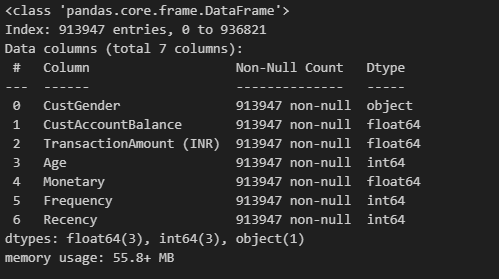 <class 'pandas.core.frame.DataFrame'>
Index: 913947 entries, 0 to 936821
Data columns (total 7 columns):
 #   Column                   Non-Null Count   Dtype
---  ------                   --------------   -----
 0   CustGender               913947 non-null  object
 1   CustAccountBalance       913947 non-null  float64
 2   TransactionAmount (INR)  913947 non-null  float64
 3   Age                      913947 non-null  int64
 4   Monetary                 913947 non-null  float64
 5   Frequency                913947 non-null  int64
 6   Recency                  913947 non-null  int64
dtypes: float64(3), int64(3), object(1)
memory usage: 55.8+ MB